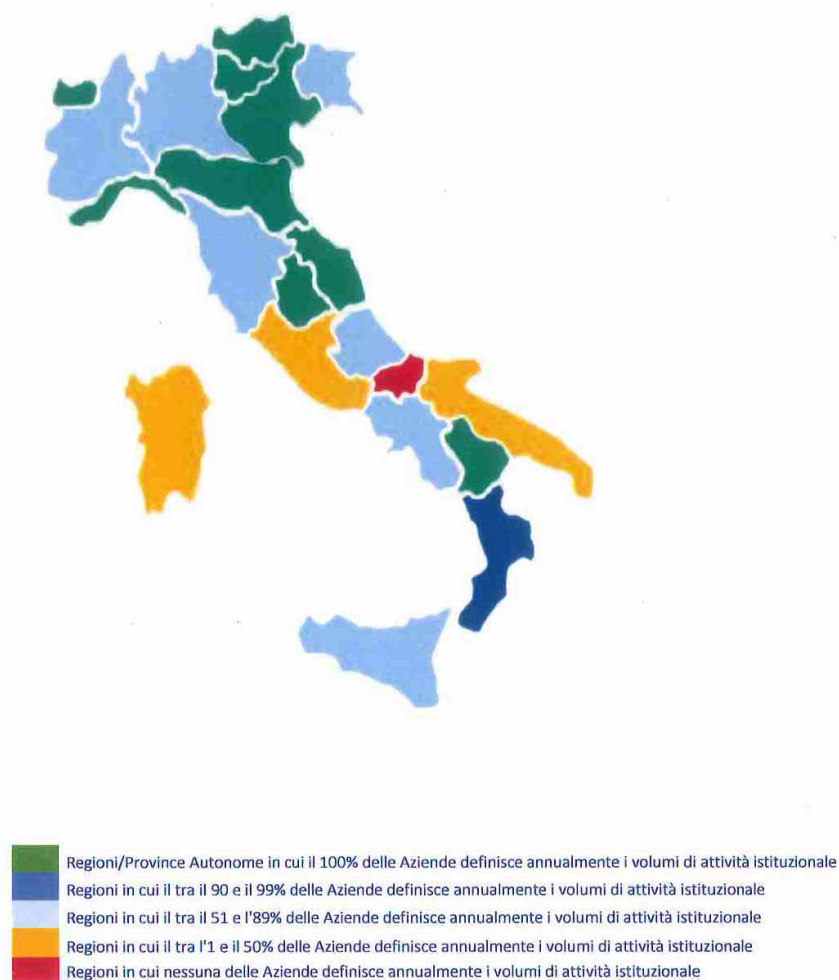 Regioni/Province Autonome in cui il 100% delle Aziende definisce annualmente i volumi di attività istituzionale
Regioni in cui il tra il 90 e il 99% delle Aziende definisce annualmente i volumi di attività istituzionale
Regioni in cui il tra il 51 e l'89% delle Aziende definisce annualmente i volumi di attività istituzionale
Regioni in cui il tra l'1 e il 50% delle Aziende definisce annualmente i volumi di attività istituzionale
Regioni in cui nessuna delle Aziende definisce annualmente i volumi di attività istituzionale